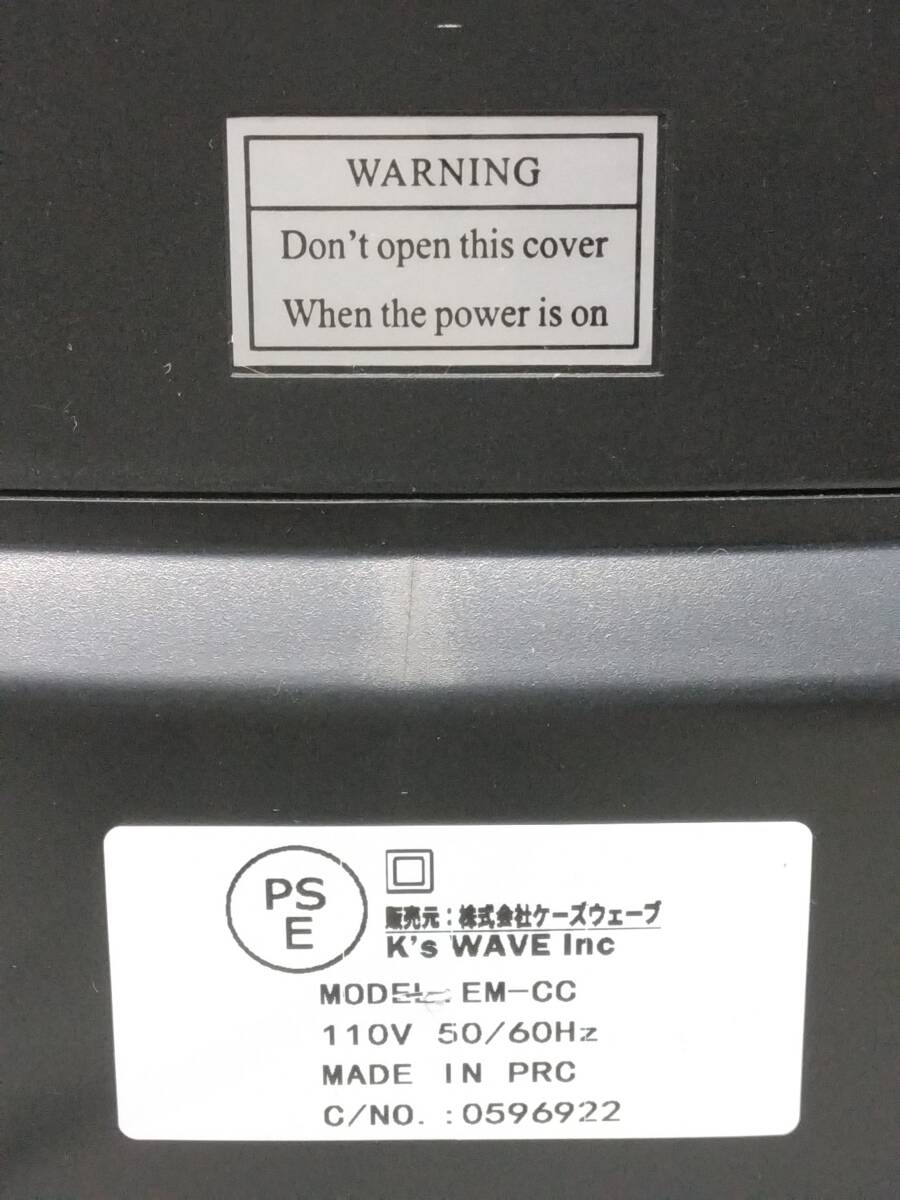 WARNING
Don't open this cover
When the power is on
PS
E
販売元：株式会社ケーズウェーブ
K's WAVE Inc
MODEL: EM-CC
110V 50/60Hz
MADE IN PRC
C/NO.:0596922